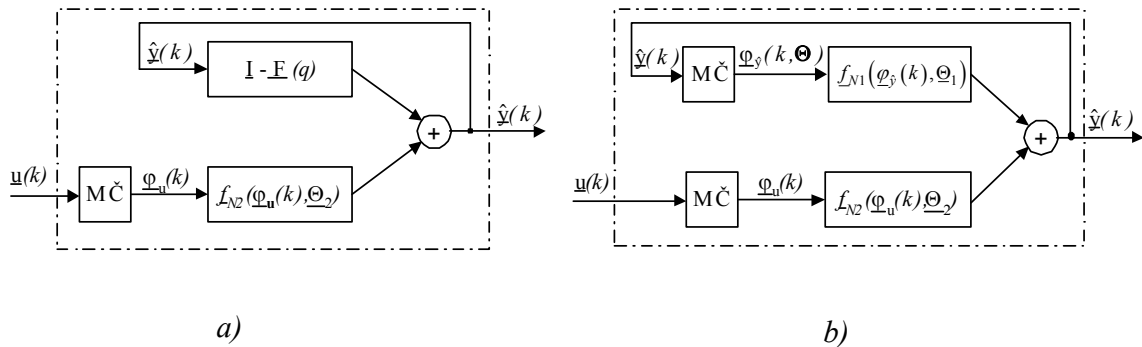 ŷ(k)
I - F (q)
+
ŷ(k)
u(k)
MČ
φu(k)
fN2(φu(k),Θ2)
a)
ŷ(k)
MČ
φŷ(k,Θ)
fN1(φŷ(k),Θ1)
+
ŷ(k)
u(k)
MČ
φu(k)
fN2(φu(k),Θ2)
b)